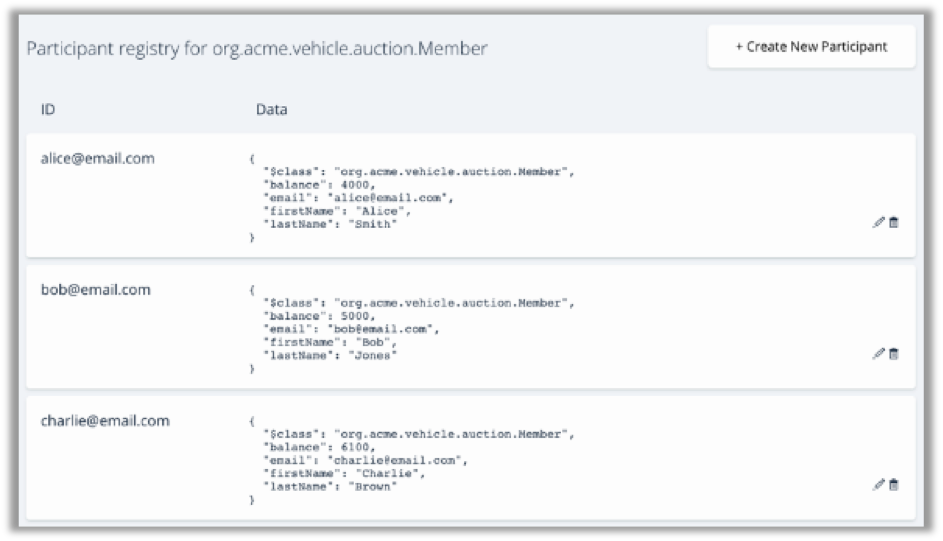 Participant registry for org.acme.vehicle.auction.Member
+ Create New Participant
ID Data
alice@email.com
{
"$class": "org.acme.vehicle.auction.Member",
"balance": 4000,
"email": "alice@email.com",
"firstName": "Alice",
"lastName": "Smith"
}
bob@email.com
{
"$class": "org.acme.vehicle.auction.Member",
"balance": 5000,
"email": "bob@email.com",
"firstName": "Bob",
"lastName": "Jones"
}
charlie@email.com
{
"$class": "org.acme.vehicle.auction.Member",
"balance": 6100,
"email": "charlie@email.com",
"firstName": "Charlie",
"lastName": "Brown"
}